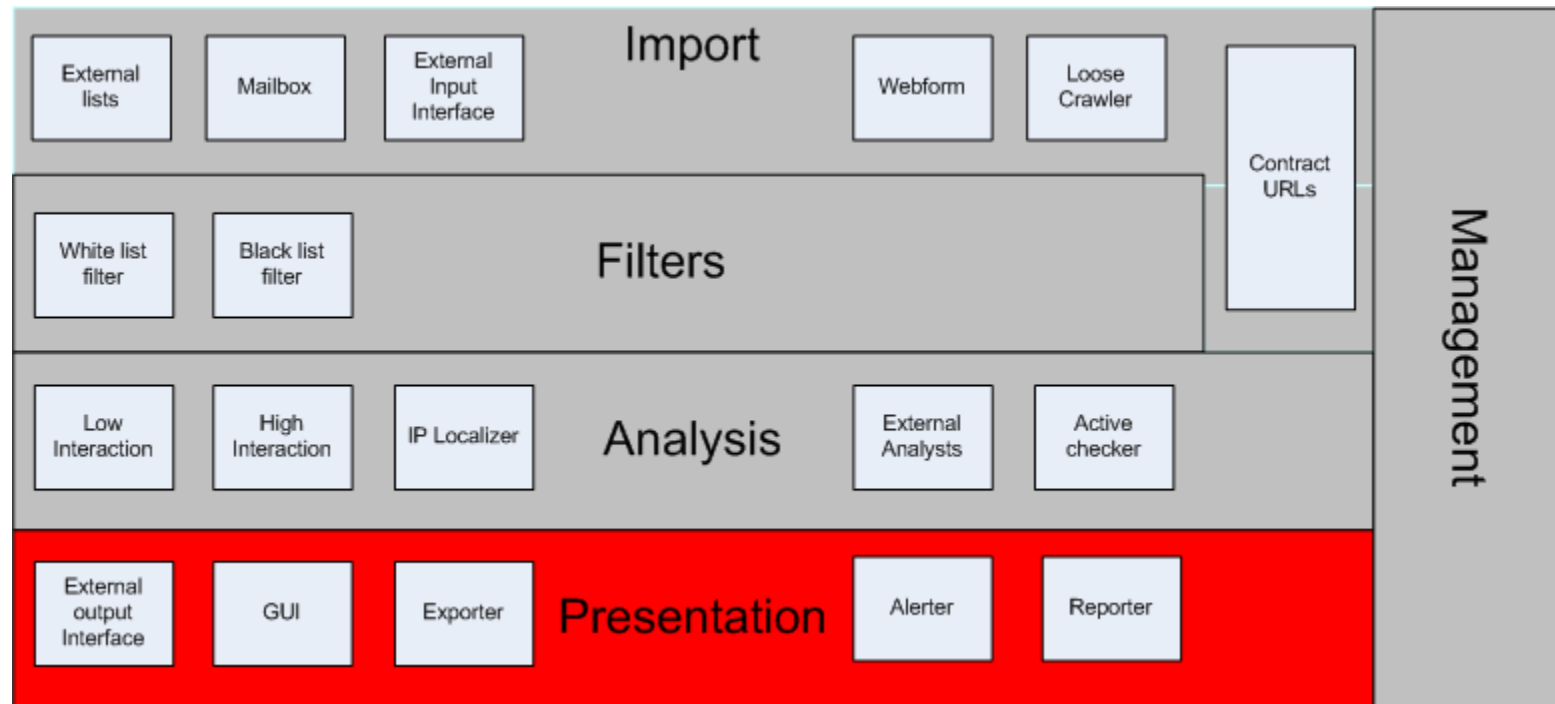 Import
External
lists
Mailbox
External
Input
Interface
Webform
Loose
Crawler
Contract
URLs
Filters
White list
filter
Black list
filter
Analysis
Low
Interaction
High
Interaction
IP Localizer
External
Analysts
Active
checker
Presentation
External
output
Interface
GUI
Exporter
Alerter
Reporter
Management